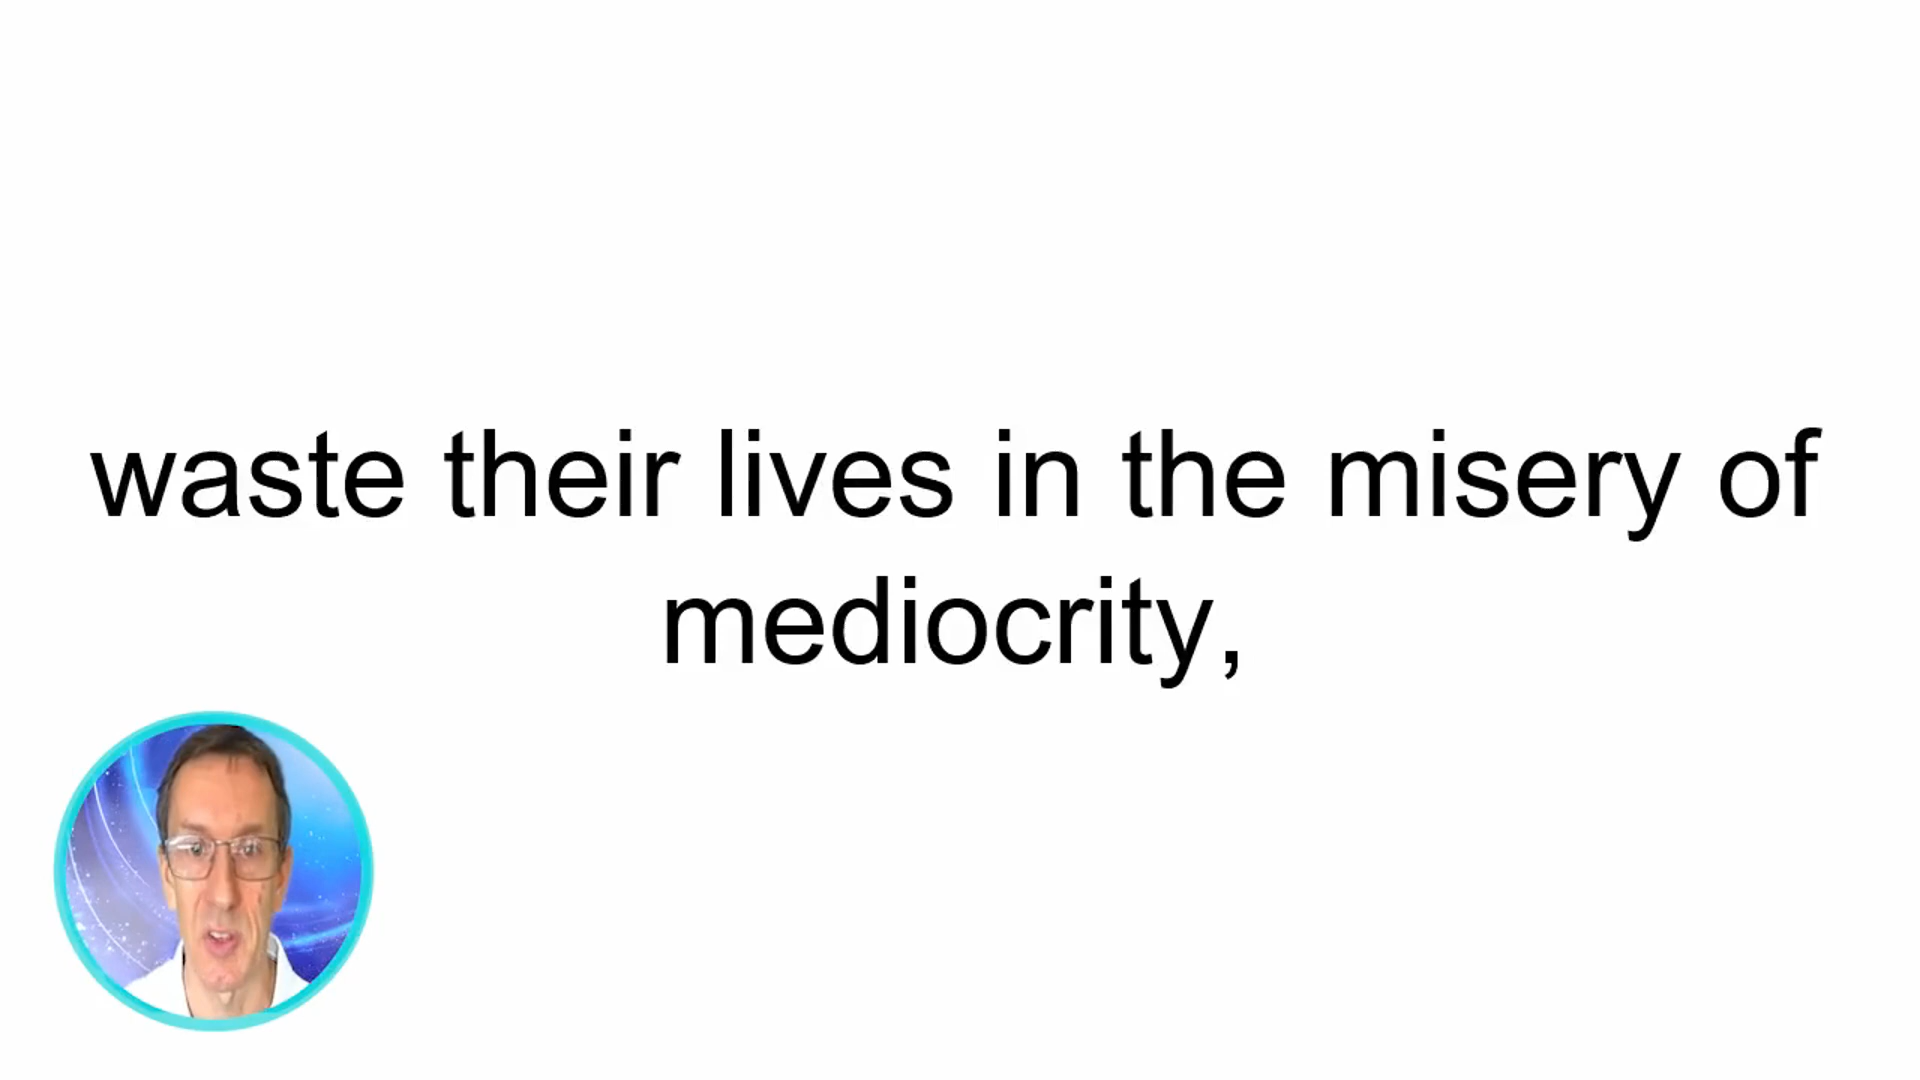 waste their lives in the misery of
mediocrity,